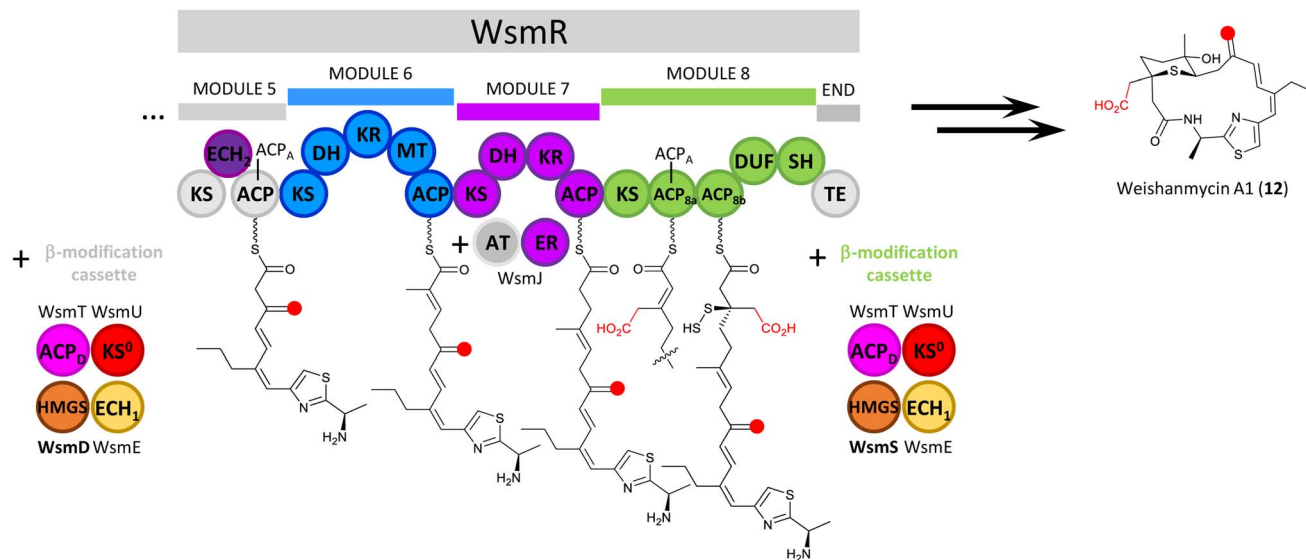 WsmR
MODULE 5
MODULE 6
MODULE 7
MODULE 8
END
...
KS
ECH2
ACPA
ACP
KS
DH
KR
MT
ACP
KS
DH
KR
ACP
KS
ACPA
ACP8a
ACP8b
DUF
SH
TE
+
AT
ER
WsmJ
+
β-modification
cassette
WsmT WsmU
ACPD
KS0
HMGS
ECH1
WsmD WsmE
+
β-modification
cassette
WsmT WsmU
ACPD
KS0
HMGS
ECH1
WsmS WsmE
S
O
N
S
H2N
S
O
N
S
H2N
S
O
N
S
H2N
S
O
HO2C
S
O
S
HS
S
CO2H
N
S
H2N
OH
S
HO2C
O
NH
N
S
Weishanmycin A1 (12)